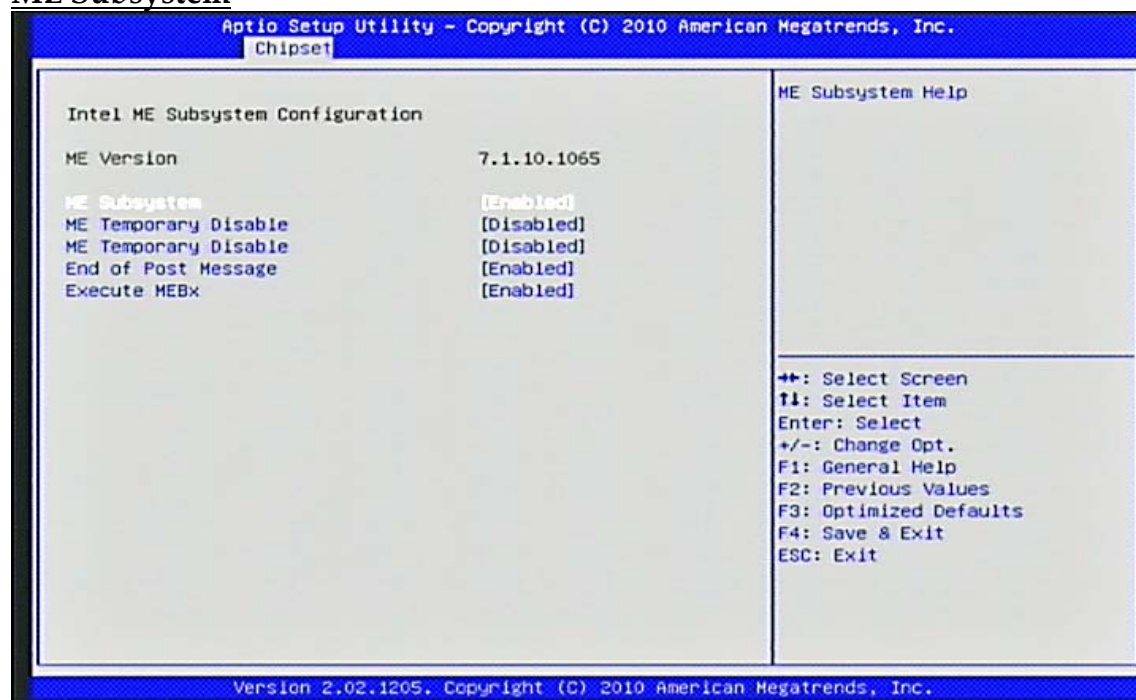 ME Subsystem
Aptio Setup Utility – Copyright (C) 2010 American Megatrends, Inc.
Chipset
Intel ME Subsystem Configuration
ME Version 7.1.10.1065
ME Subsystem [Enabled]
ME Temporary Disable [Disabled]
ME Temporary Disable [Disabled]
End of Post Message [Enabled]
Execute MEBx [Enabled]
ME Subsystem Help
→←: Select Screen
↑↓: Select Item
Enter: Select
+/-: Change Opt.
F1: General Help
F2: Previous Values
F3: Optimized Defaults
F4: Save & Exit
ESC: Exit
Version 2.02.1205. Copyright (C) 2010 American Megatrends, Inc.